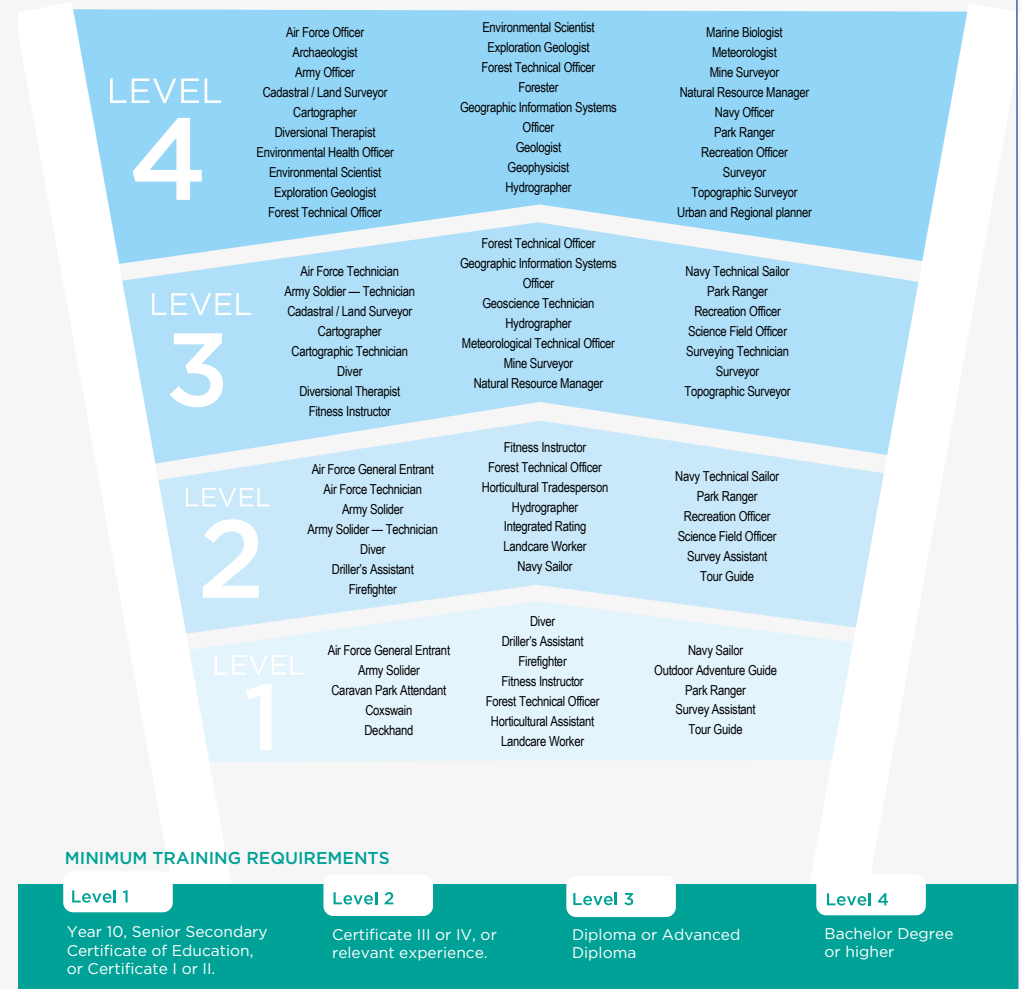 LEVEL
4
Air Force Officer
Archaeologist
Army Officer
Cadastral / Land Surveyor
Cartographer
Diversional Therapist
Environmental Health Officer
Environmental Scientist
Exploration Geologist
Forest Technical Officer
Environmental Scientist
Exploration Geologist
Forest Technical Officer
Forester
Geographic Information Systems
Officer
Geologist
Geophysicist
Hydrographer
Marine Biologist
Meteorologist
Mine Surveyor
Natural Resource Manager
Navy Officer
Park Ranger
Recreation Officer
Surveyor
Topographic Surveyor
Urban and Regional planner
LEVEL
3
Air Force Technician
Army Soldier — Technician
Cadastral / Land Surveyor
Cartographer
Cartographic Technician
Diver
Diversional Therapist
Fitness Instructor
Forest Technical Officer
Geographic Information Systems
Officer
Geoscience Technician
Hydrographer
Meteorological Technical Officer
Mine Surveyor
Natural Resource Manager
Navy Technical Sailor
Park Ranger
Recreation Officer
Science Field Officer
Surveying Technician
Surveyor
Topographic Surveyor
LEVEL
2
Air Force General Entrant
Air Force Technician
Army Solider
Army Solider — Technician
Diver
Driller's Assistant
Firefighter
Fitness Instructor
Forest Technical Officer
Horticultural Tradesperson
Hydrographer
Integrated Rating
Landcare Worker
Navy Sailor
Navy Technical Sailor
Park Ranger
Recreation Officer
Science Field Officer
Survey Assistant
Tour Guide
LEVEL
1
Air Force General Entrant
Army Solider
Caravan Park Attendant
Coxswain
Deckhand
Diver
Driller's Assistant
Firefighter
Fitness Instructor
Forest Technical Officer
Horticultural Assistant
Landcare Worker
Navy Sailor
Outdoor Adventure Guide
Park Ranger
Survey Assistant
Tour Guide
MINIMUM TRAINING REQUIREMENTS
Level 1
Year 10, Senior Secondary
Certificate of Education,
or Certificate I or II.
Level 2
Certificate III or IV, or
relevant experience.
Level 3
Diploma or Advanced
Diploma
Level 4
Bachelor Degree
or higher